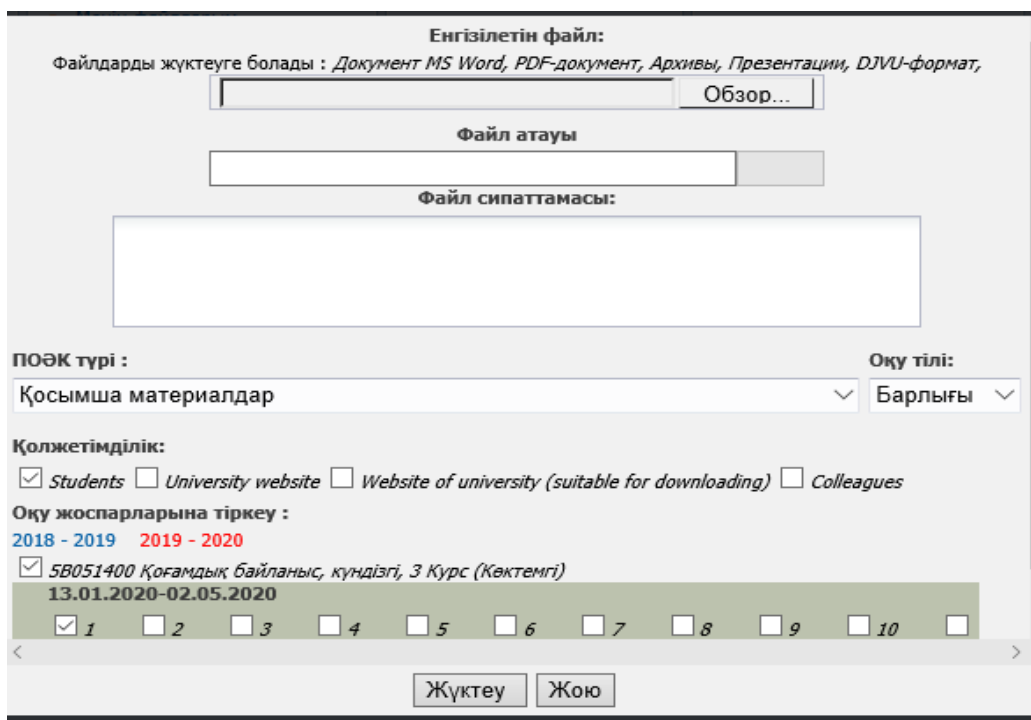 Енгізілетін файл:
Файлдарды жүктеуге болады : Документ MS Word, PDF-документ, Архивы, Презентации, DJVU-формат,
Обзор...
Файл атауы
Файл сипаттамасы:
ПОӘК түрі : Оқу тілі:
Қосымша материалдар Барлығы
Қолжетімділік:
Students University website Website of university (suitable for downloading) Colleagues
Оқу жоспарларына тіркеу :
2018 - 2019 2019 - 2020
5B051400 Қоғамдық байланыс, күндізгі, 3 Курс (Көктемгі)
13.01.2020-02.05.2020
1 2 3 4 5 6 7 8 9 10
Жүктеу Жою